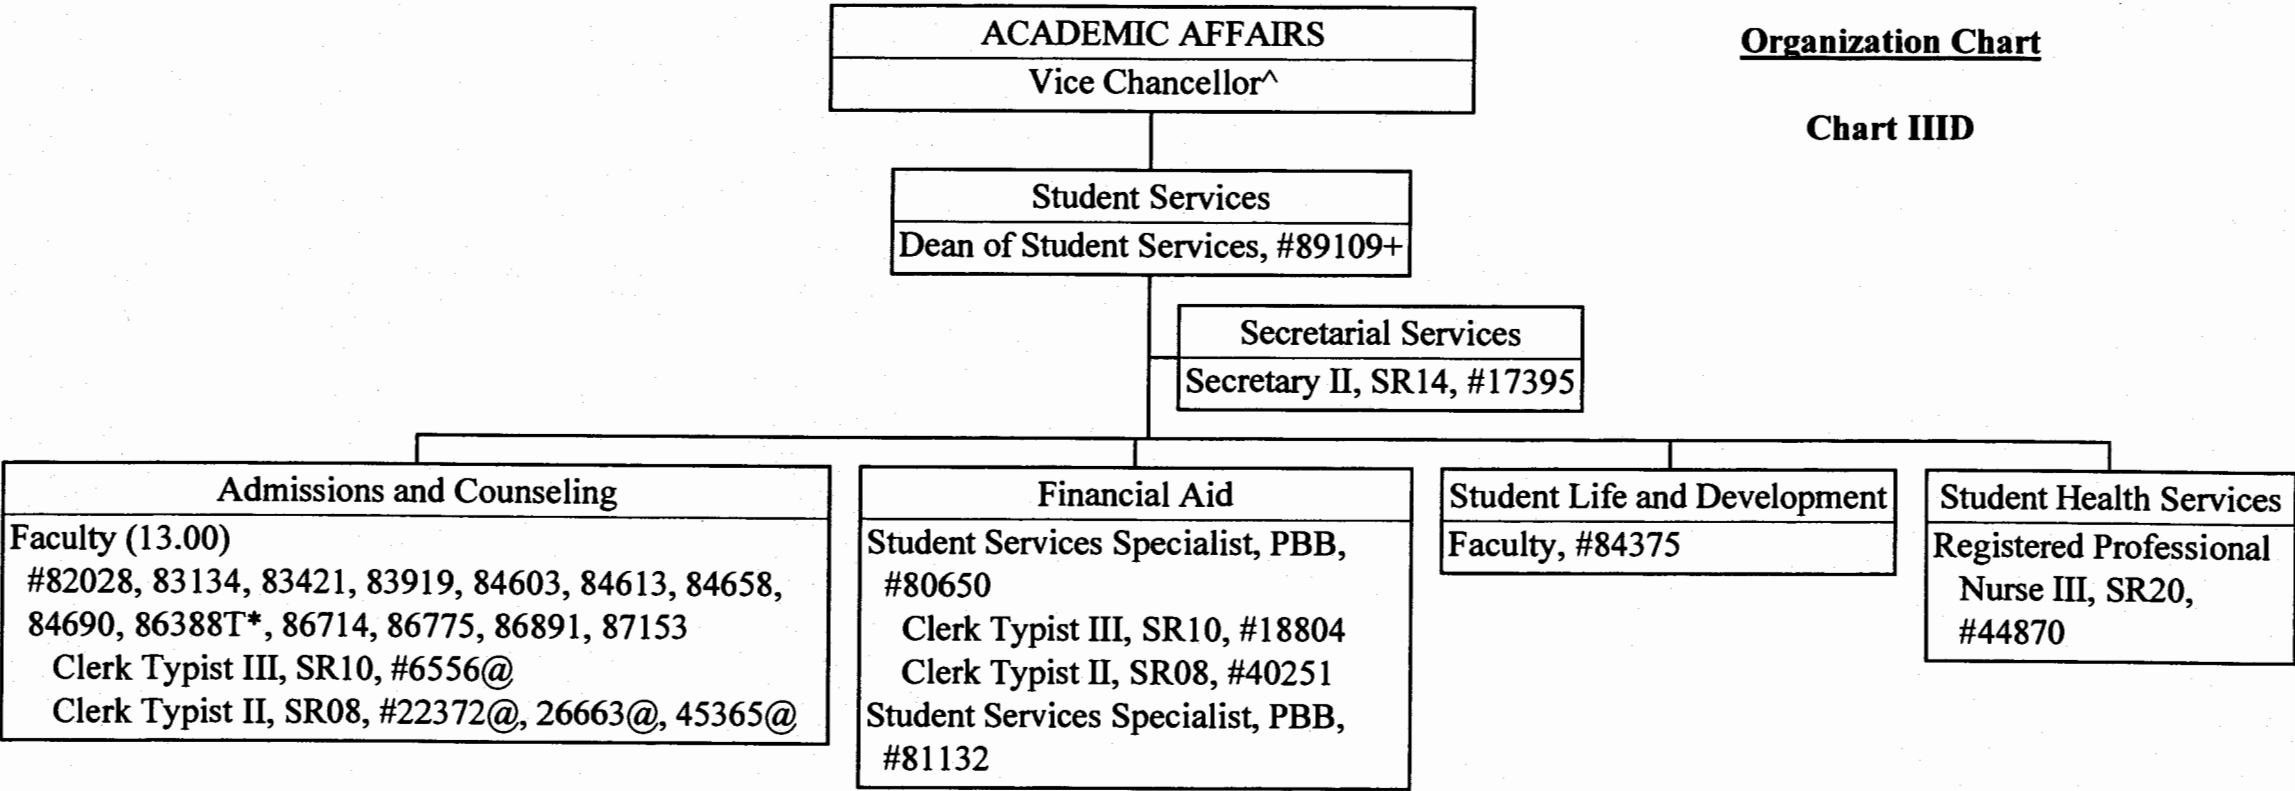 ACADEMIC AFFAIRS
Vice Chancellor^
Organization Chart
Chart IIID
Student Services
Dean of Student Services, #89109+
Secretarial Services
Secretary II, SR14, #17395
Admissions and Counseling
Faculty (13.00)
#82028, 83134, 83421, 83919, 84603, 84613, 84658,
84690, 86388T*, 86714, 86775, 86891, 87153
Clerk Typist III, SR10, #6556@
Clerk Typist II, SR08, #22372@, 26663@, 45365@
Financial Aid
Student Services Specialist, PBB,
#80650
Clerk Typist III, SR10, #18804
Clerk Typist II, SR08, #40251
Student Services Specialist, PBB,
#81132
Student Life and Development
Faculty, #84375
Student Health Services
Registered Professional
Nurse III, SR20,
#44870